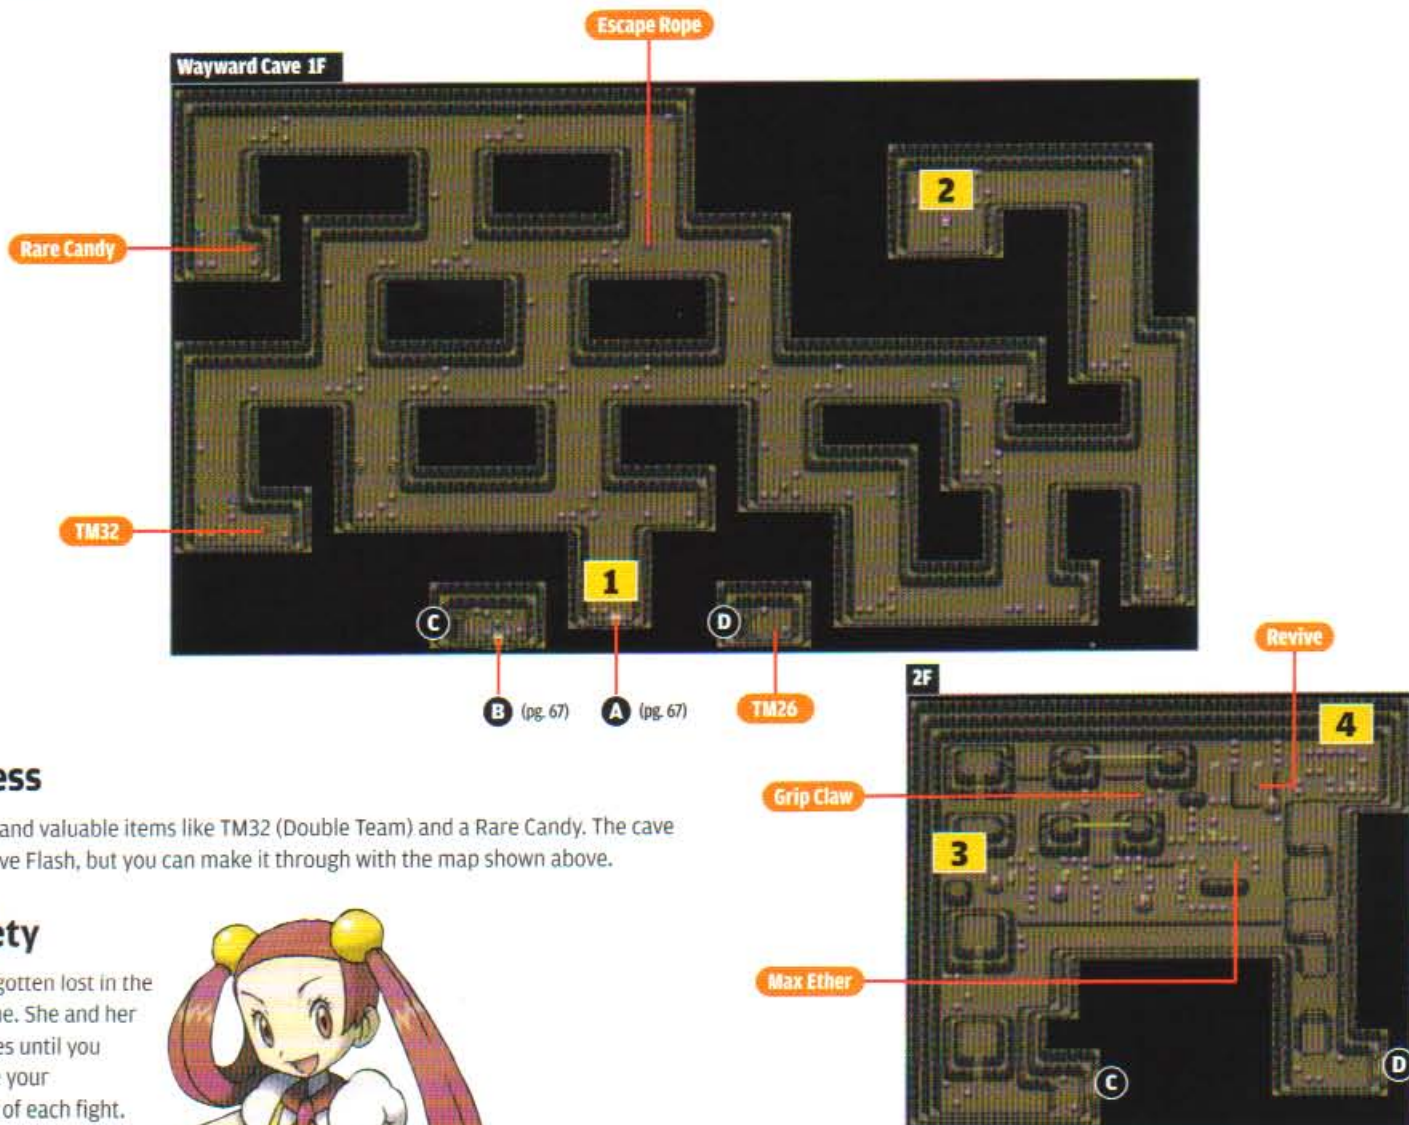 Escape Rope
Wayward Cave 1F
2
Rare Candy
TM32
1
C
D
Revive
B (pg. 67)
A (pg. 67)
TM26
2F
4
Grip Claw
3
Max Ether
C
D
ess
and valuable items like TM32 (Double Team) and a Rare Candy. The cave
ve Flash, but you can make it through with the map shown above.
ety
gotten lost in the
ne. She and her
es until you
e your
of each fight.